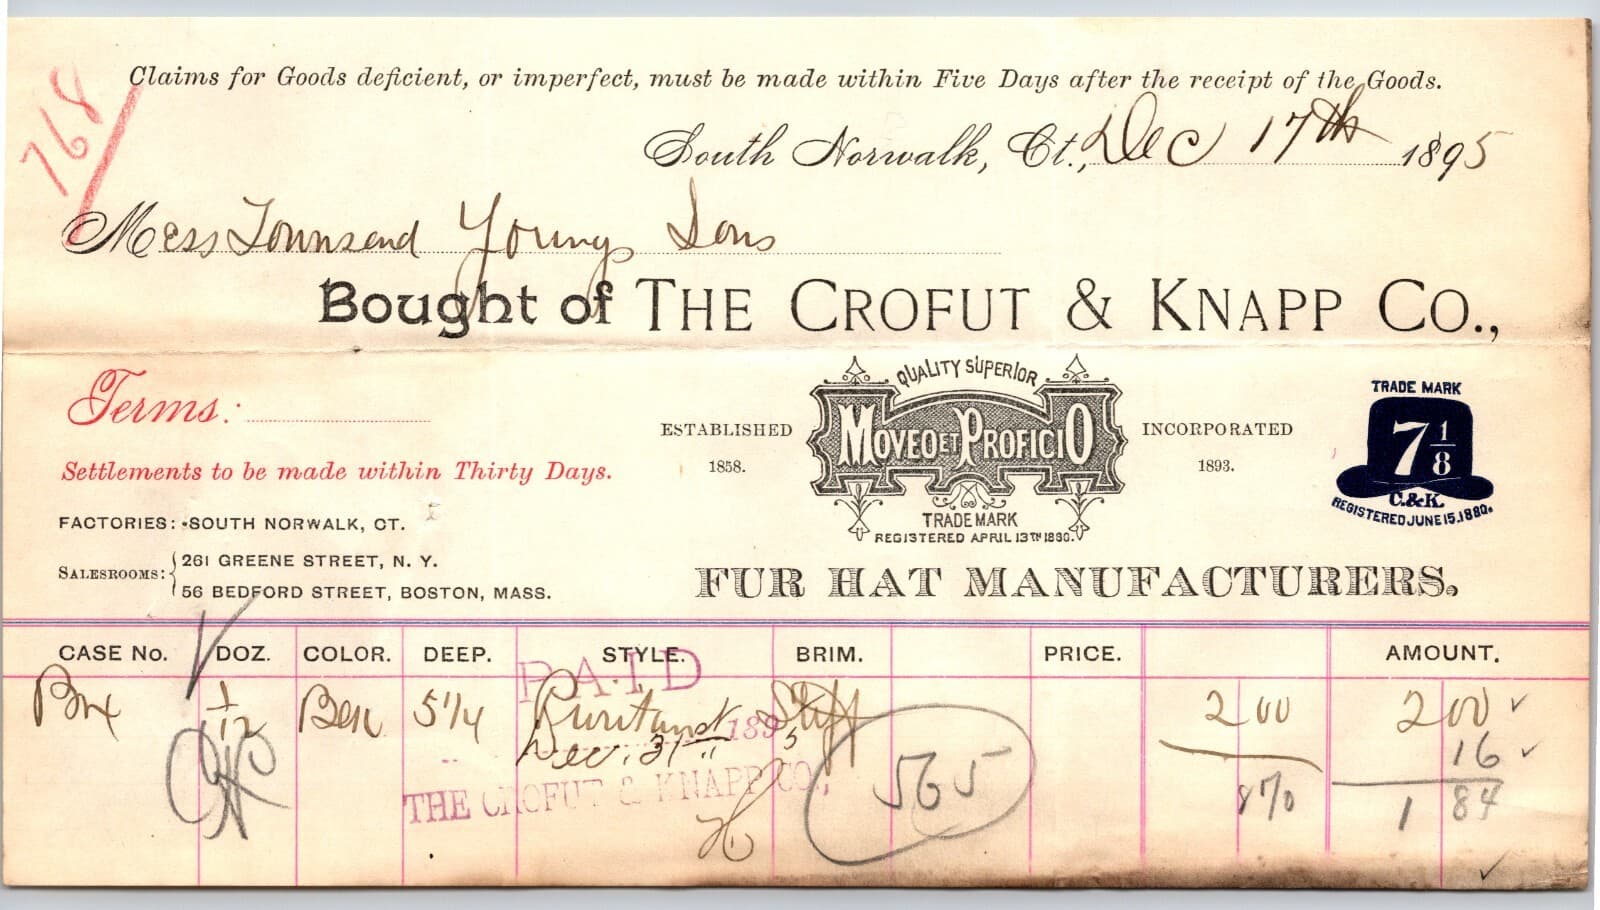 768
Claims for Goods deficient, or imperfect, must be made within Five Days after the receipt of the Goods.
South Norwalk, Ct., Dec 17th 1895
Mess Townsend Young Sons
Bought of THE CROFUT & KNAPP CO.,
Terms:
Settlements to be made within Thirty Days.
FACTORIES: SOUTH NORWALK, CT.
SALESROOMS: 261 GREENE STREET, N. Y.
56 BEDFORD STREET, BOSTON, MASS.
ESTABLISHED 1858.
QUALITY SUPERIOR
MOVEO ET PROFICIO
TRADE MARK
REGISTERED APRIL 13TH 1880.
INCORPORATED 1893.
TRADE MARK
7 1/8
C.&K.
REGISTERED JUNE 15.1880.
FUR HAT MANUFACTURERS.
CASE No. DOZ. COLOR. DEEP. STYLE. BRIM. PRICE. AMOUNT.
Box 1/12 5 1/4 Puritan Stiff 2 00 2 00
16
8% 1 84
PAID
Dec. 31 1895
THE CROFUT & KNAPP CO.,
565